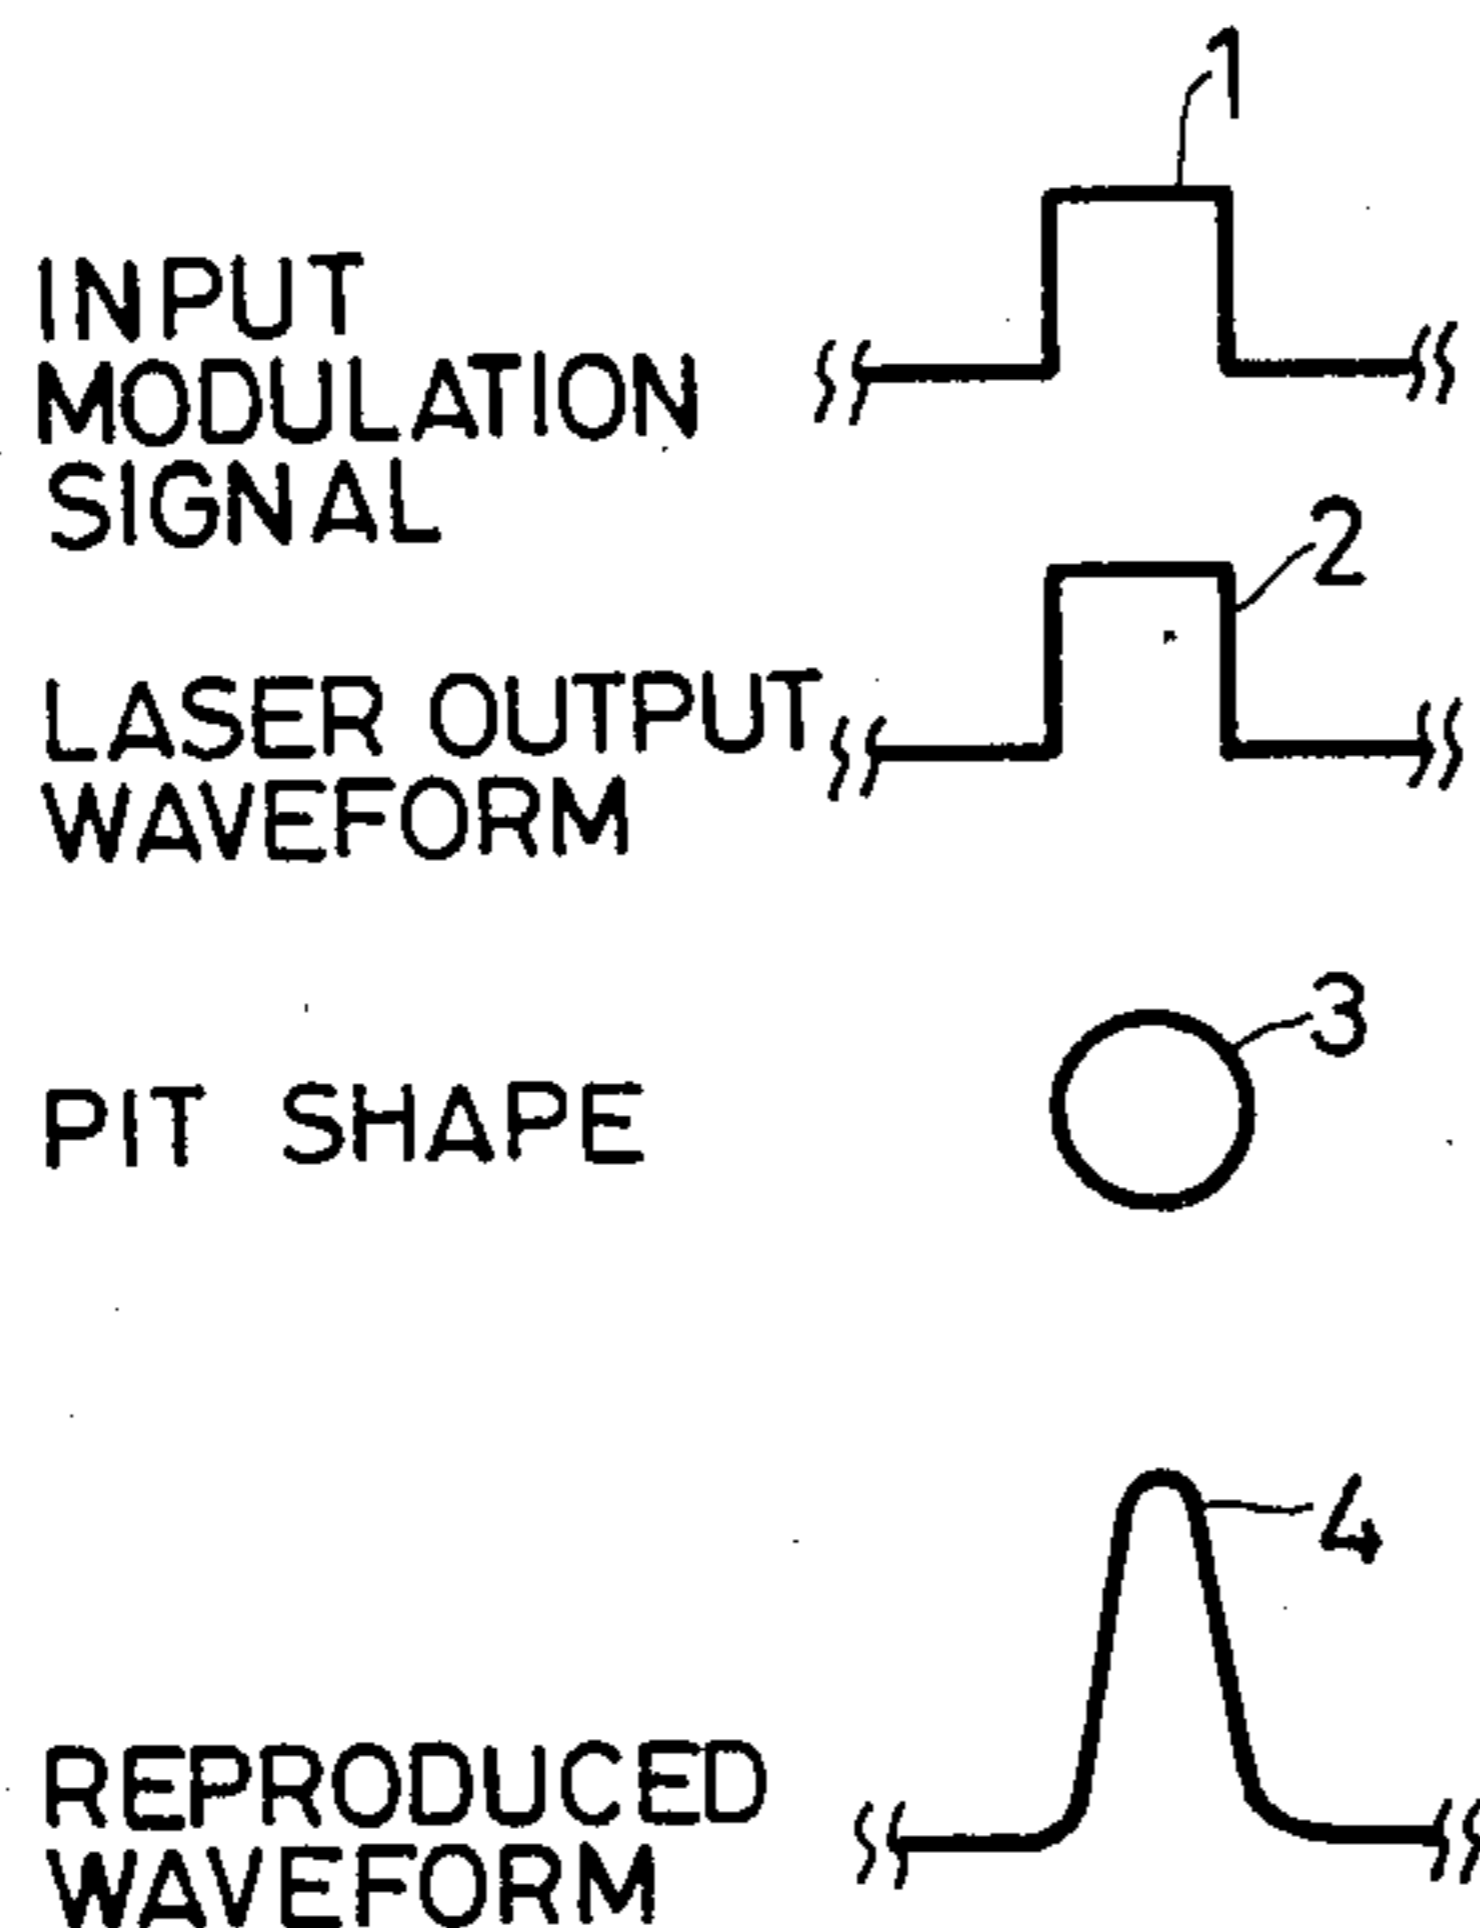 1
INPUT
MODULATION
SIGNAL
2
LASER OUTPUT
WAVEFORM
3
PIT SHAPE
4
REPRODUCED
WAVEFORM